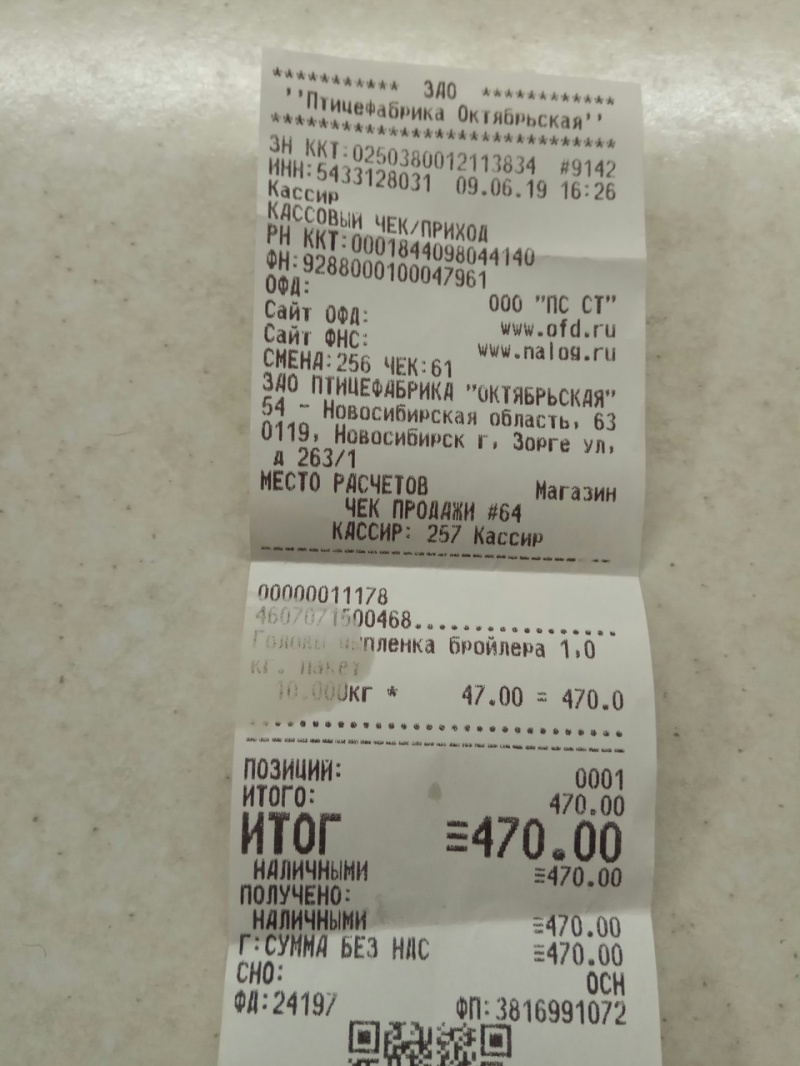 *********** ЗАО ***********
''Птицефабрика Октябрьская''
******************************
ЗН ККТ:0250380012113834 #9142
ИНН:5433128031 09.06.19 16:26
Кассир
КАССОВЫЙ ЧЕК/ПРИХОД
РН ККТ:0001844098044140
ФН:9288000100047961
ОФД: ООО "ПС СТ"
Сайт ОФД: www.ofd.ru
Сайт ФНС: www.nalog.ru
СМЕНА:256 ЧЕК:61
ЗАО ПТИЦЕФАБРИКА "ОКТЯБРЬСКАЯ"
54 - Новосибирская область, 63
0119, Новосибирск г, Зорге ул,
д 263/1
МЕСТО РАСЧЕТОВ Магазин
ЧЕК ПРОДАЖИ #64
КАССИР: 257 Кассир
00000011178
4607071500468..................
Головы цыпленка бройлера 1,0
кг. пакет
10.000кг * 47.00 = 470.0
ПОЗИЦИЙ: 0001
ИТОГО: 470.00
ИТОГ ≡470.00
НАЛИЧНЫМИ ≡470.00
ПОЛУЧЕНО:
НАЛИЧНЫМИ ≡470.00
Г:СУММА БЕЗ НДС ≡470.00
СНО: ОСН
ФД:24197 ФП:3816991072